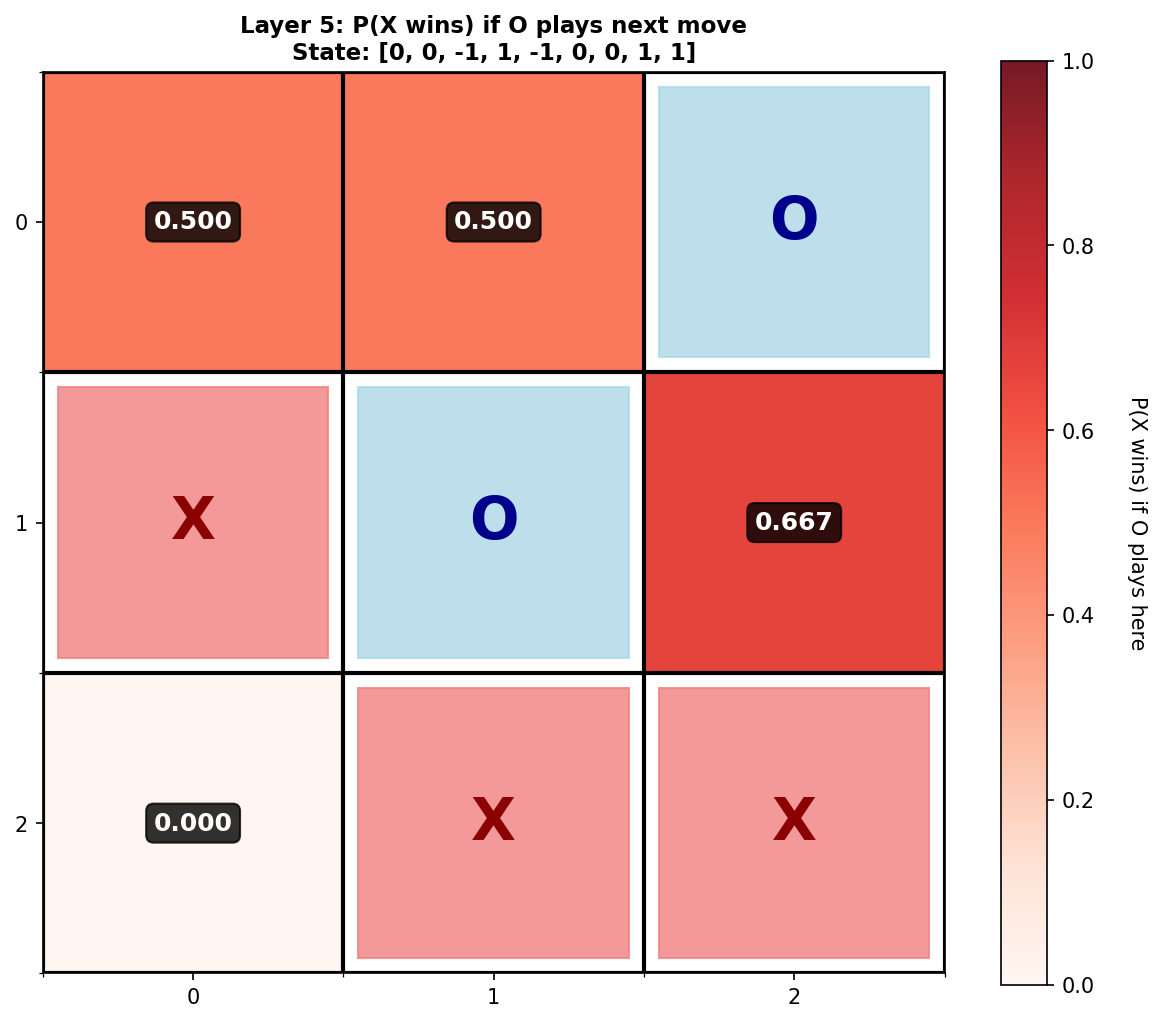 Layer 5: P(X wins) if O plays next move
State: [0, 0, -1, 1, -1, 0, 0, 1, 1]
0
0.500
0.500
O
1
X
O
0.667
2
0.000
X
X
0
1
2
1.0
0.8
0.6
0.4
0.2
0.0
P(X wins) if O plays here